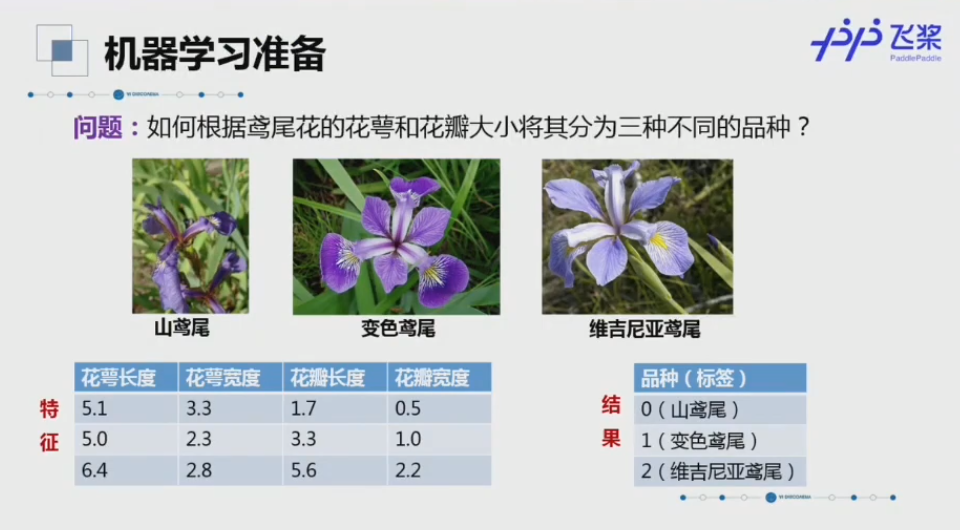 机器学习准备
飞桨
PaddlePaddle
问题：如何根据鸢尾花的花萼和花瓣大小将其分为三种不同的品种？
山鸢尾
变色鸢尾
维吉尼亚鸢尾
特征
花萼长度 花萼宽度 花瓣长度 花瓣宽度
5.1 3.3 1.7 0.5
5.0 2.3 3.3 1.0
6.4 2.8 5.6 2.2
结果
品种（标签）
0（山鸢尾）
1（变色鸢尾）
2（维吉尼亚鸢尾）